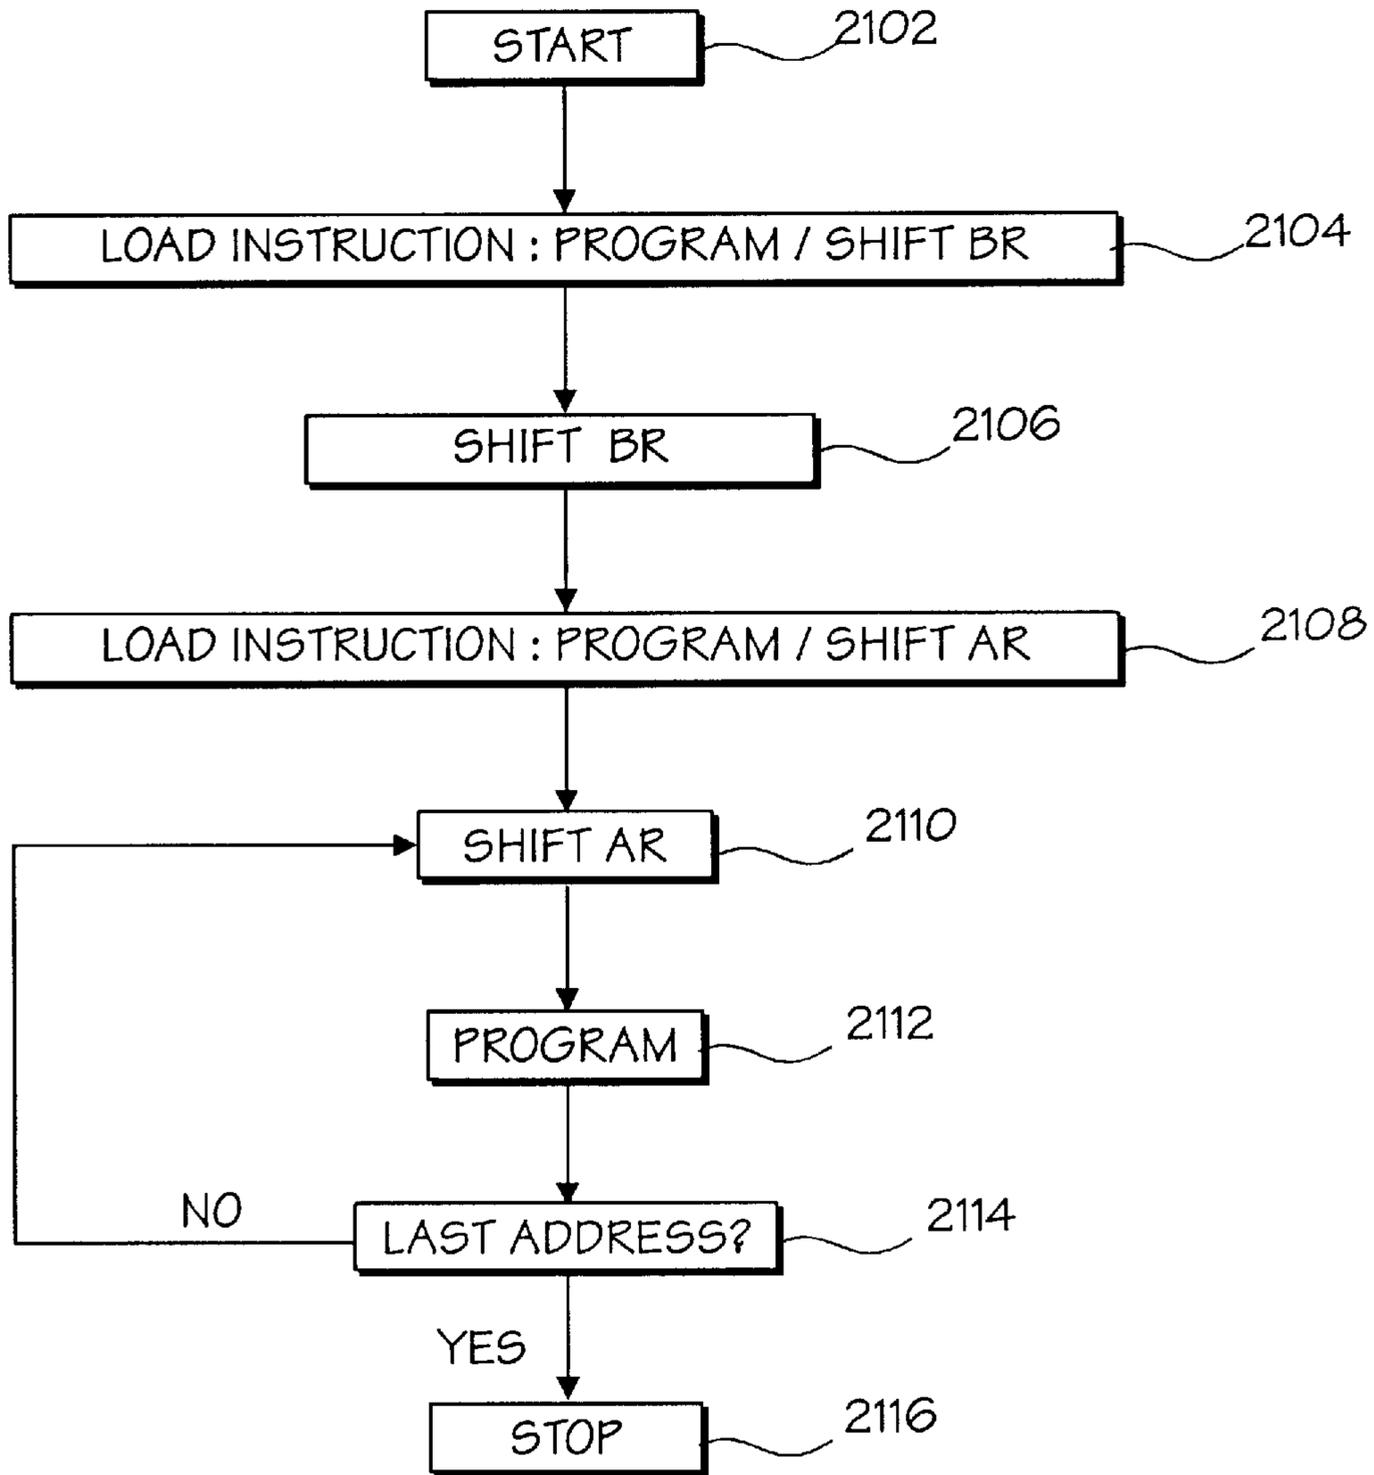 START
2102
LOAD INSTRUCTION : PROGRAM / SHIFT BR
2104
SHIFT BR
2106
LOAD INSTRUCTION : PROGRAM / SHIFT AR
2108
SHIFT AR
2110
PROGRAM
2112
NO
LAST ADDRESS?
2114
YES
STOP
2116